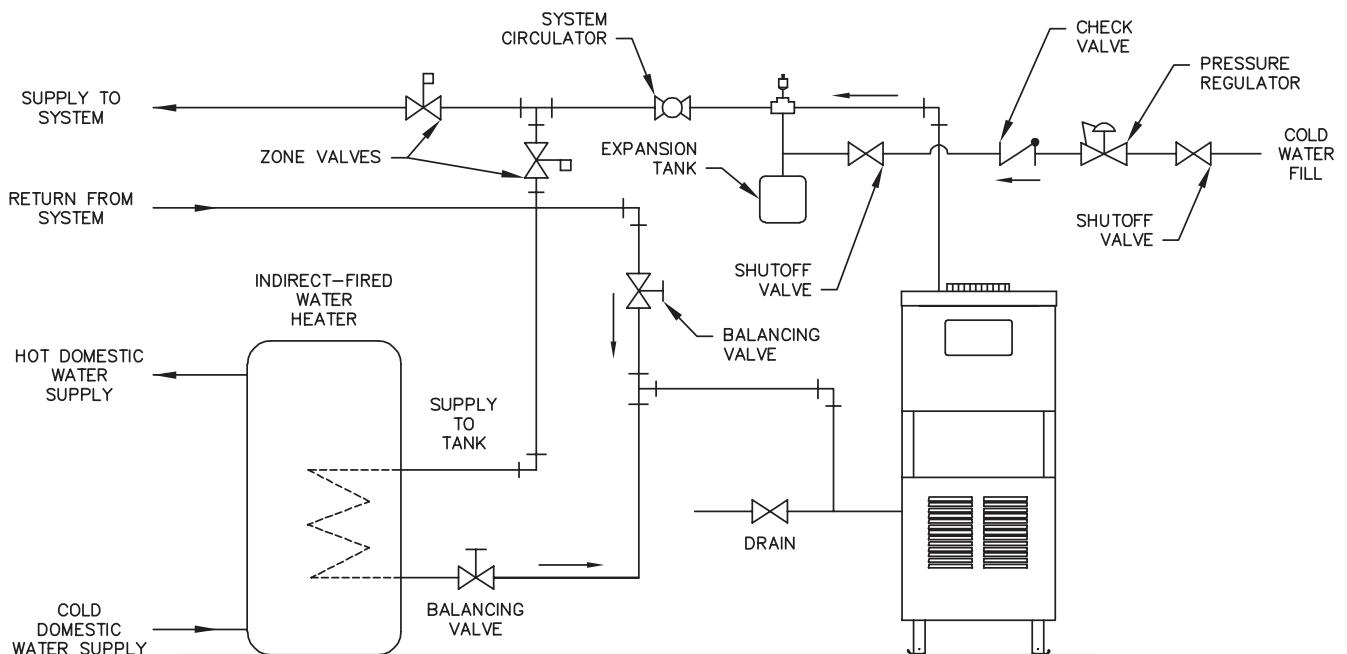 SYSTEM
CIRCULATOR
CHECK
VALVE
PRESSURE
REGULATOR
SUPPLY TO
SYSTEM
ZONE VALVES
EXPANSION
TANK
COLD
WATER
FILL
RETURN FROM
SYSTEM
SHUTOFF
VALVE
SHUTOFF
VALVE
INDIRECT-FIRED
WATER
HEATER
BALANCING
VALVE
HOT DOMESTIC
WATER
SUPPLY
SUPPLY
TO
TANK
DRAIN
BALANCING
VALVE
COLD
DOMESTIC
WATER SUPPLY